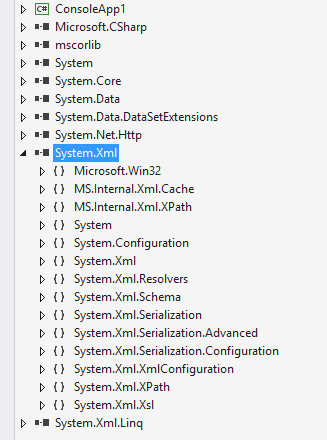 C# ConsoleApp1
Microsoft.CSharp
mscorlib
System
System.Core
System.Data
System.Data.DataSetExtensions
System.Net.Http
System.Xml
{ } Microsoft.Win32
{ } MS.Internal.Xml.Cache
{ } MS.Internal.Xml.XPath
{ } System
{ } System.Configuration
{ } System.Xml
{ } System.Xml.Resolvers
{ } System.Xml.Schema
{ } System.Xml.Serialization
{ } System.Xml.Serialization.Advanced
{ } System.Xml.Serialization.Configuration
{ } System.Xml.XmlConfiguration
{ } System.Xml.XPath
{ } System.Xml.Xsl
System.Xml.Linq